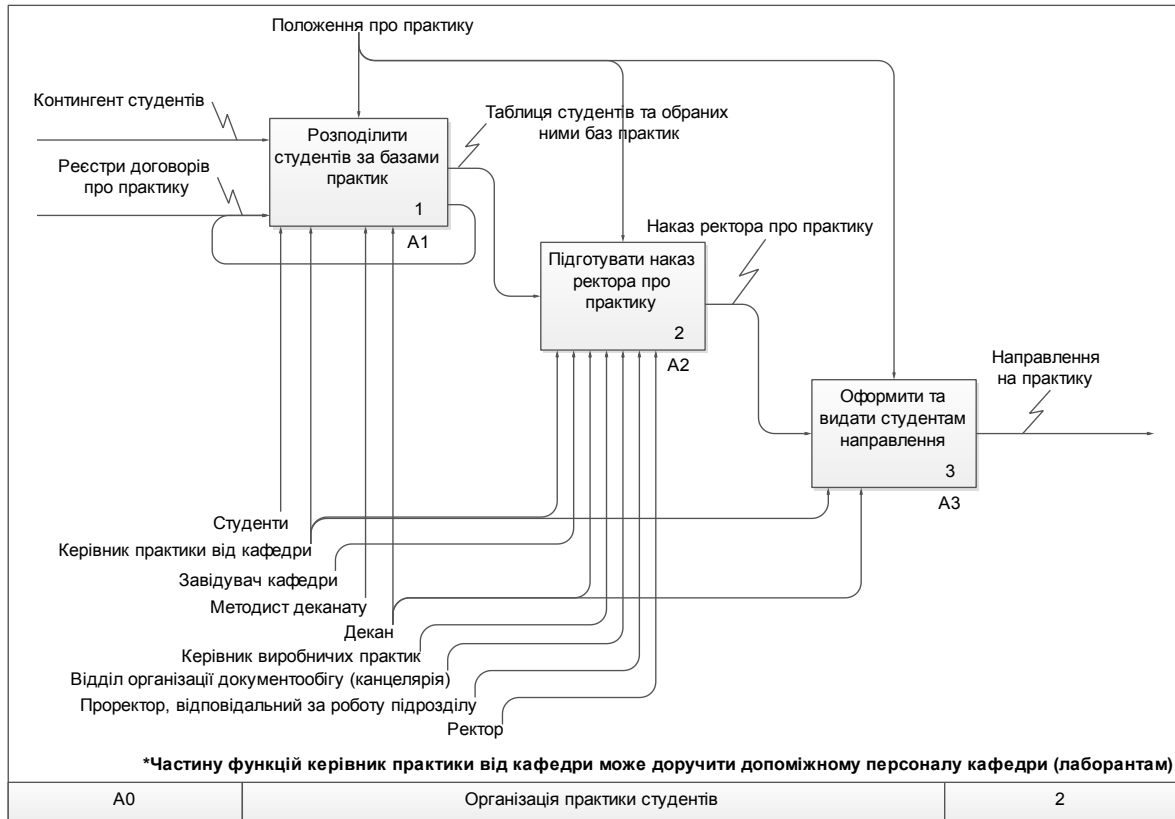 Положення про практику
Контингент студентів
Реєстри договорів
про практику
Розподілити
студентів за базами
практик
1
А1
Таблиця студентів та обраних
ними баз практик
Підготувати наказ
ректора про
практику
2
А2
Наказ ректора про практику
Оформити та
видати студентам
направлення
3
А3
Направлення
на практику
Студенти
Керівник практики від кафедри
Завідувач кафедри
Методист деканату
Декан
Керівник виробничих практик
Відділ організації документообігу (канцелярія)
Проректор, відповідальний за роботу підрозділу
Ректор
*Частину функцій керівник практики від кафедри може доручити допоміжному персоналу кафедри (лаборантам)
А0
Організація практики студентів
2